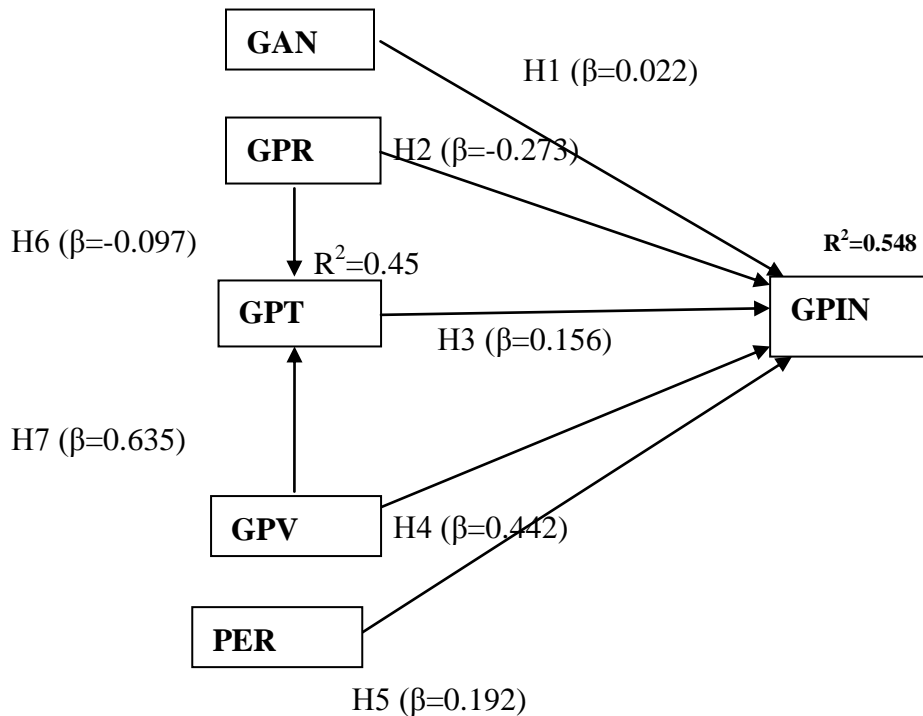 GAN
H1 (β=0.022)
GPR
H2 (β=-0.273)
H6 (β=-0.097)
R²=0.45
R²=0.548
GPT
GPIN
H3 (β=0.156)
H7 (β=0.635)
GPV
H4 (β=0.442)
PER
H5 (β=0.192)